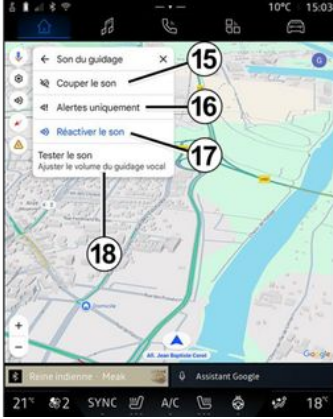 10°C 15:03
← Son du guidage ×
15
Couper le son
16
Alertes uniquement
17
Réactiver le son
Tester le son
Ajuster le volume du guidage vocal
18
G
Domicile
+
−
All. Jean Baptiste Corot
Reine indienne · Meak
Assistant Google
21° 2 SYNC A/C 18°